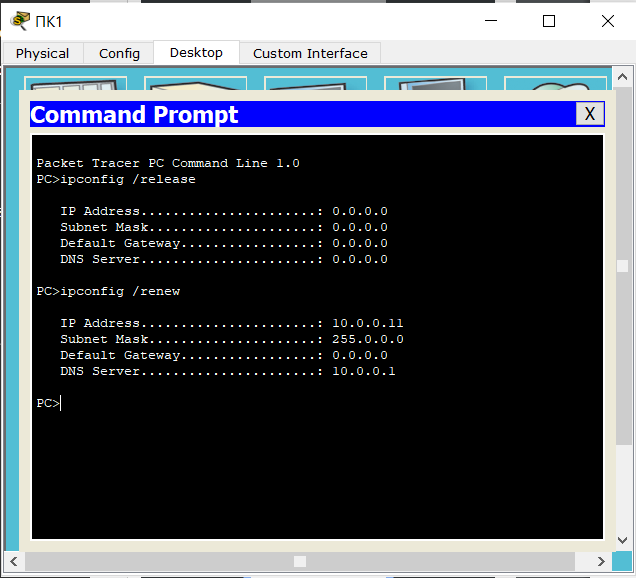 ПК1
Physical Config Desktop Custom Interface
Command Prompt X
Packet Tracer PC Command Line 1.0
PC>ipconfig /release
IP Address......................: 0.0.0.0
Subnet Mask.....................: 0.0.0.0
Default Gateway.................: 0.0.0.0
DNS Server......................: 0.0.0.0
PC>ipconfig /renew
IP Address......................: 10.0.0.11
Subnet Mask.....................: 255.0.0.0
Default Gateway.................: 0.0.0.0
DNS Server......................: 10.0.0.1
PC>